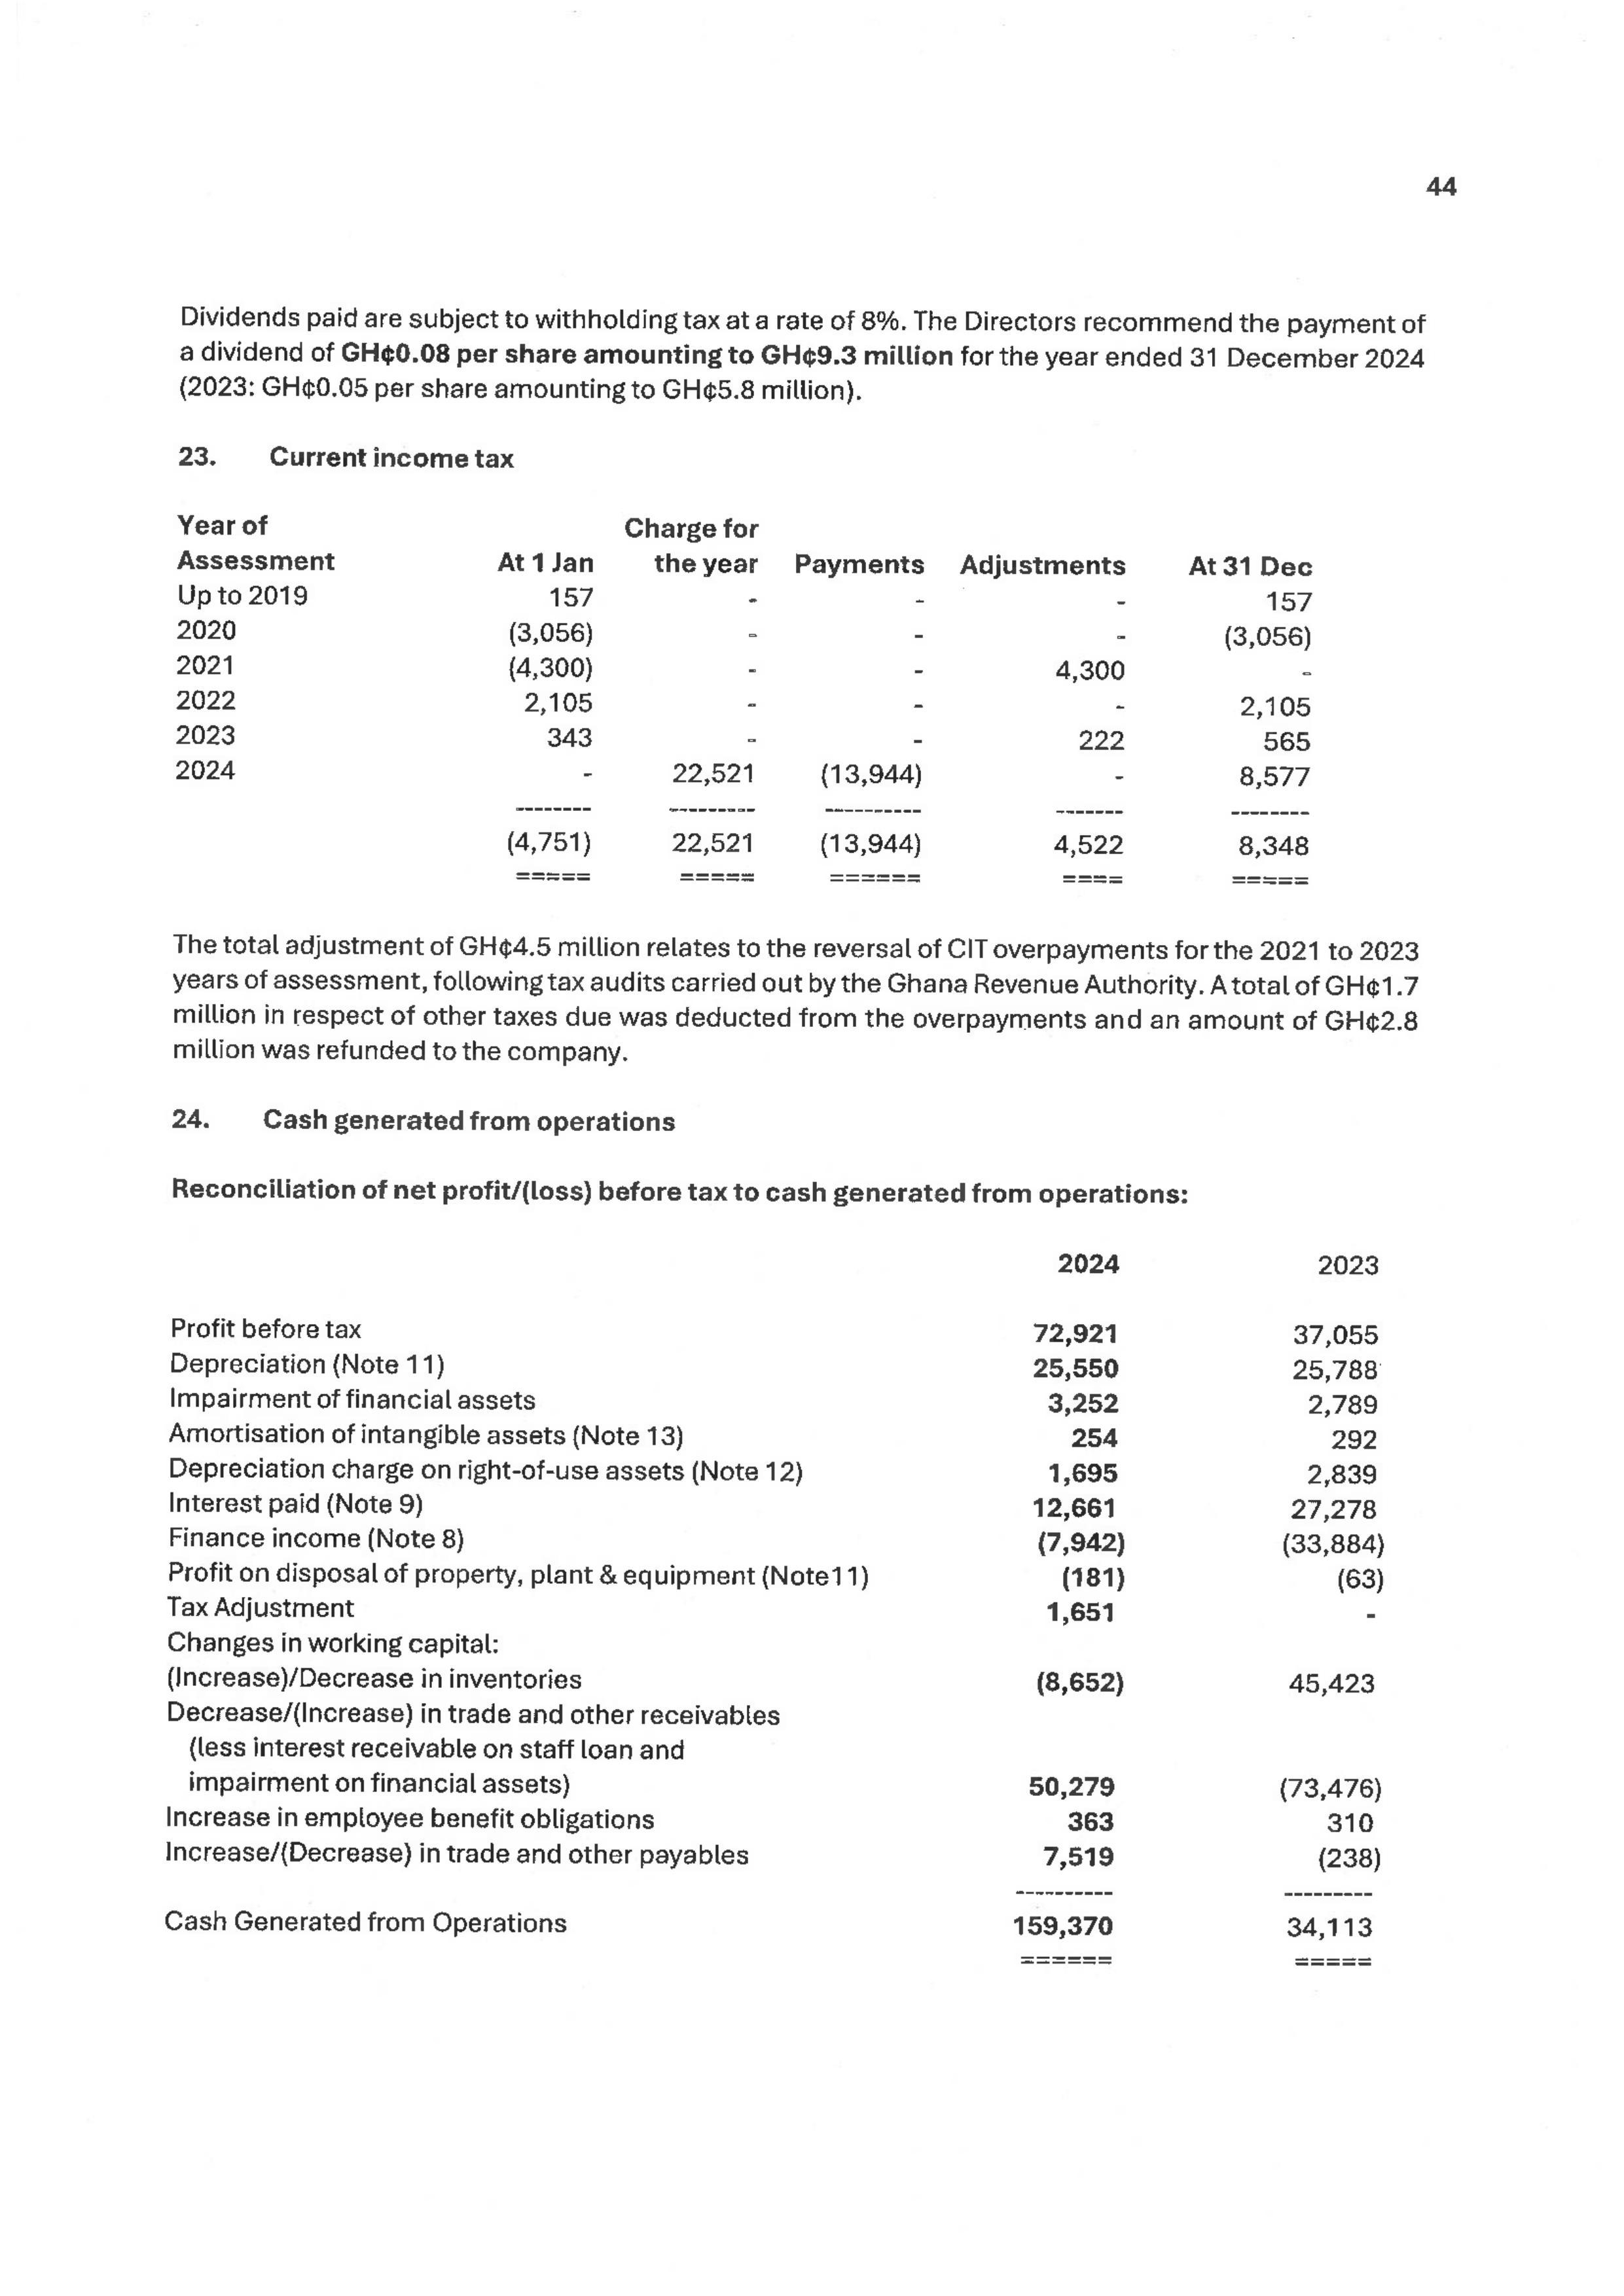 44
Dividends paid are subject to withholding tax at a rate of 8%. The Directors recommend the payment of
a dividend of GH¢0.08 per share amounting to GH¢9.3 million for the year ended 31 December 2024
(2023: GH¢0.05 per share amounting to GH¢5.8 million).
23. Current income tax
Year of Charge for
Assessment At 1 Jan the year Payments Adjustments At 31 Dec
Up to 2019 157 - - - 157
2020 (3,056) - - - (3,056)
2021 (4,300) - - 4,300 -
2022 2,105 - - - 2,105
2023 343 - - 222 565
2024 - 22,521 (13,944) - 8,577
-------- --------- ---------- ------- --------
(4,751) 22,521 (13,944) 4,522 8,348
===== ===== ====== ==== =====
The total adjustment of GH¢4.5 million relates to the reversal of CIT overpayments for the 2021 to 2023
years of assessment, following tax audits carried out by the Ghana Revenue Authority. A total of GH¢1.7
million in respect of other taxes due was deducted from the overpayments and an amount of GH¢2.8
million was refunded to the company.
24. Cash generated from operations
Reconciliation of net profit/(loss) before tax to cash generated from operations:
2024 2023
Profit before tax 72,921 37,055
Depreciation (Note 11) 25,550 25,788
Impairment of financial assets 3,252 2,789
Amortisation of intangible assets (Note 13) 254 292
Depreciation charge on right-of-use assets (Note 12) 1,695 2,839
Interest paid (Note 9) 12,661 27,278
Finance income (Note 8) (7,942) (33,884)
Profit on disposal of property, plant & equipment (Note11) (181) (63)
Tax Adjustment 1,651 -
Changes in working capital:
(Increase)/Decrease in inventories (8,652) 45,423
Decrease/(Increase) in trade and other receivables
(less interest receivable on staff loan and
impairment on financial assets) 50,279 (73,476)
Increase in employee benefit obligations 363 310
Increase/(Decrease) in trade and other payables 7,519 (238)
---------- ---------
Cash Generated from Operations 159,370 34,113
====== =====